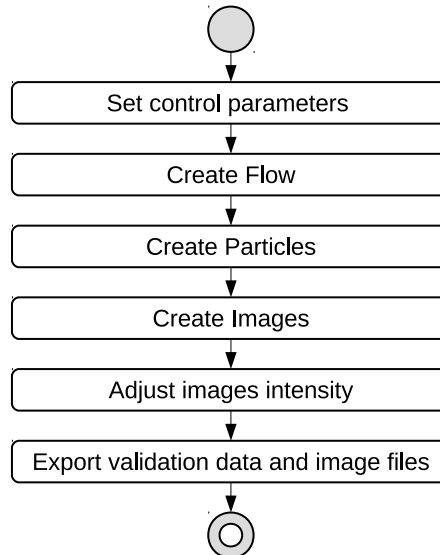 Set control parameters
Create Flow
Create Particles
Create Images
Adjust images intensity
Export validation data and image files